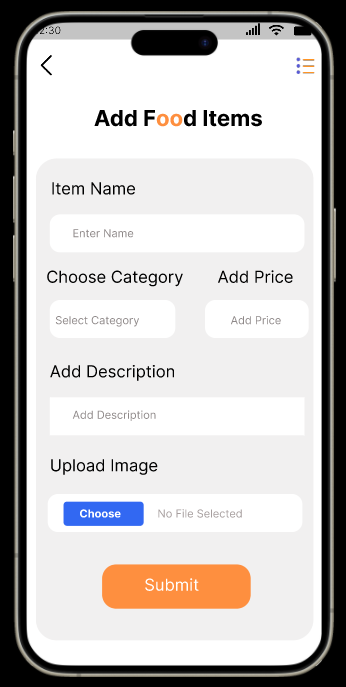 2:30
Add Food Items
Item Name
Enter Name
Choose Category Add Price
Select Category Add Price
Add Description
Add Description
Upload Image
Choose No File Selected
Submit